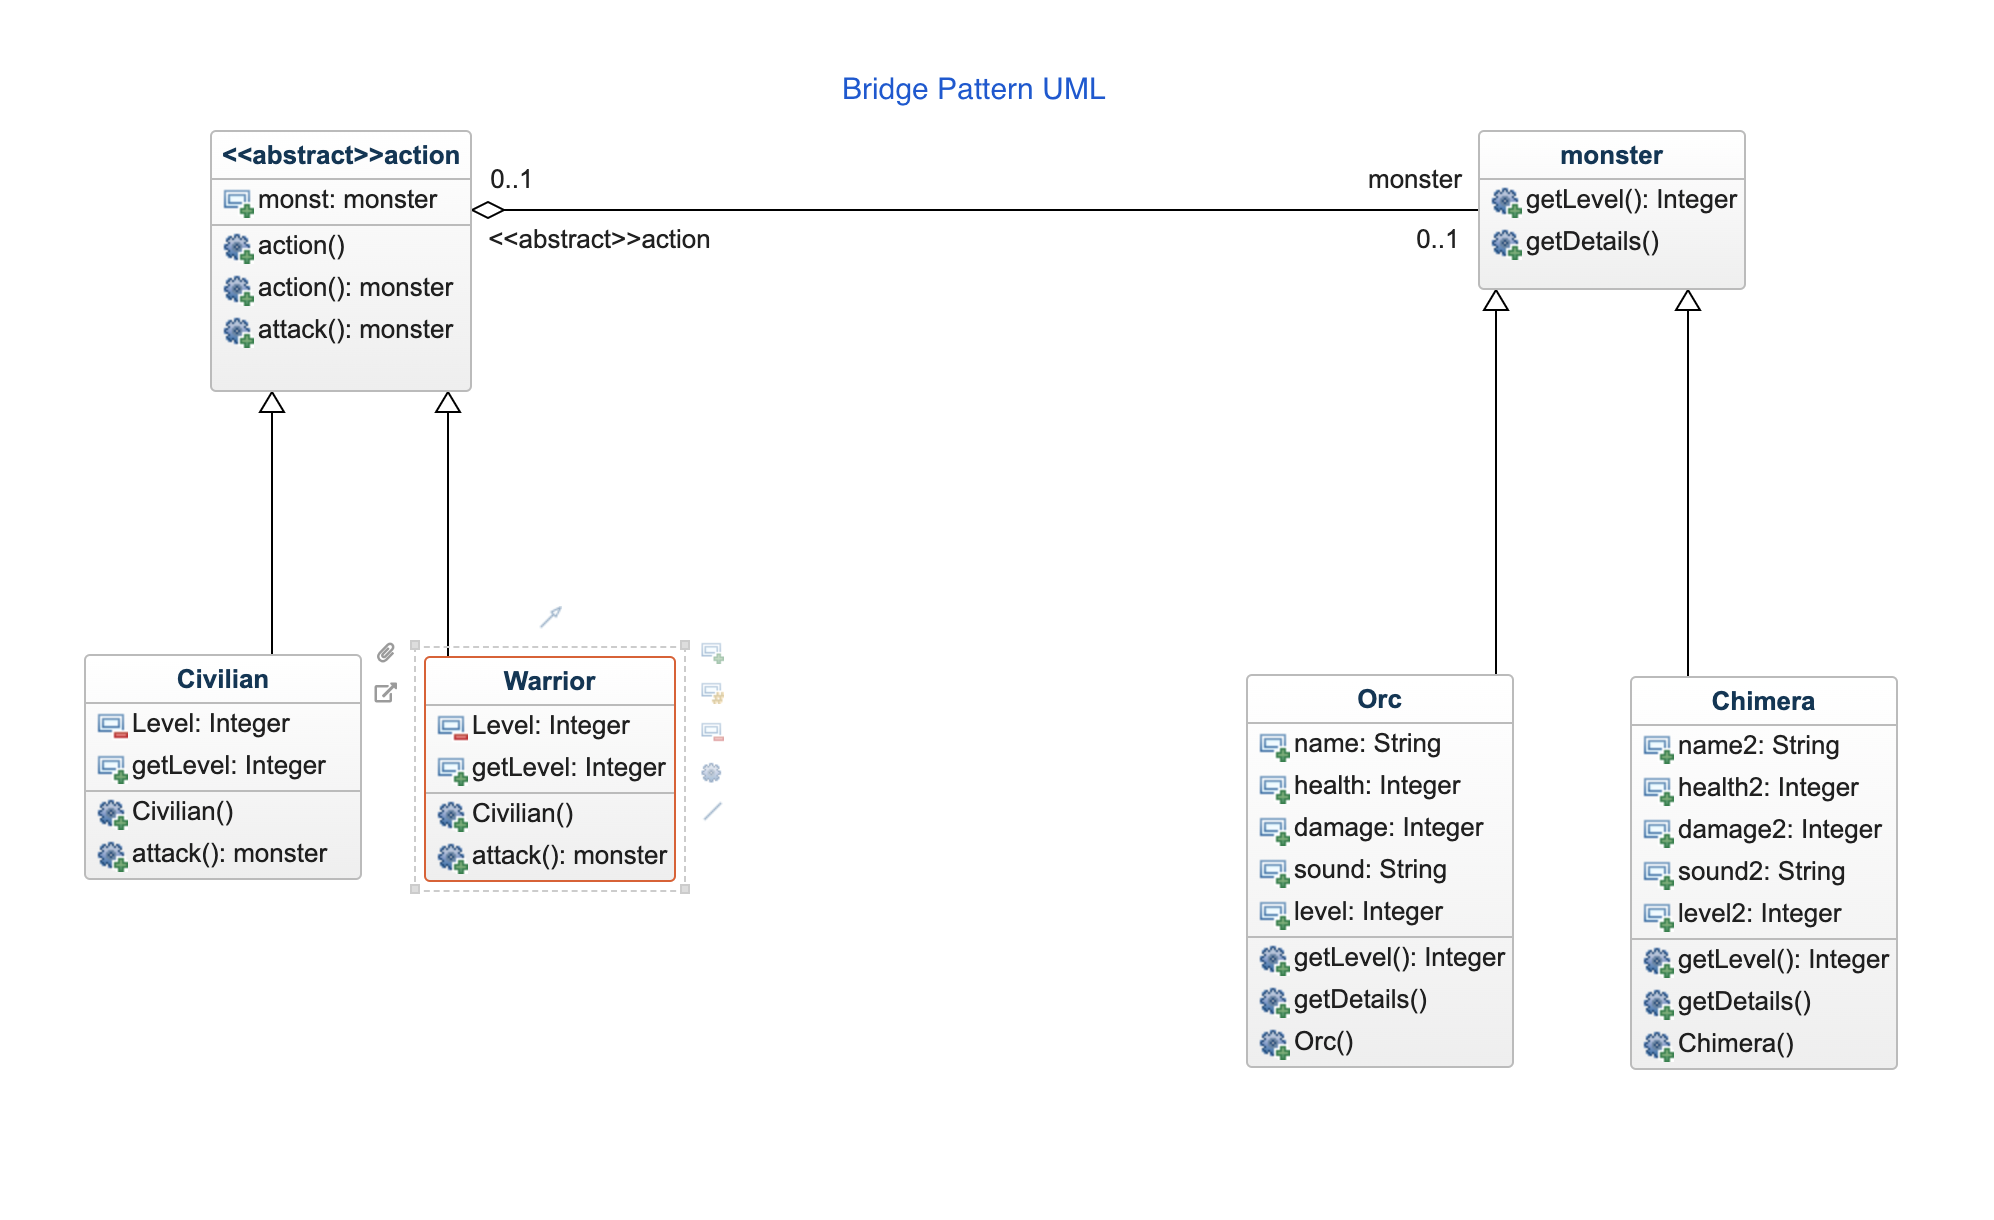 Bridge Pattern UML
<<abstract>>action
monst: monster
action()
action(): monster
attack(): monster
0..1
<<abstract>>action
monster
0..1
monster
getLevel(): Integer
getDetails()
Civilian
Level: Integer
getLevel: Integer
Civilian()
attack(): monster
Warrior
Level: Integer
getLevel: Integer
Civilian()
attack(): monster
Orc
name: String
health: Integer
damage: Integer
sound: String
level: Integer
getLevel(): Integer
getDetails()
Orc()
Chimera
name2: String
health2: Integer
damage2: Integer
sound2: String
level2: Integer
getLevel(): Integer
getDetails()
Chimera()